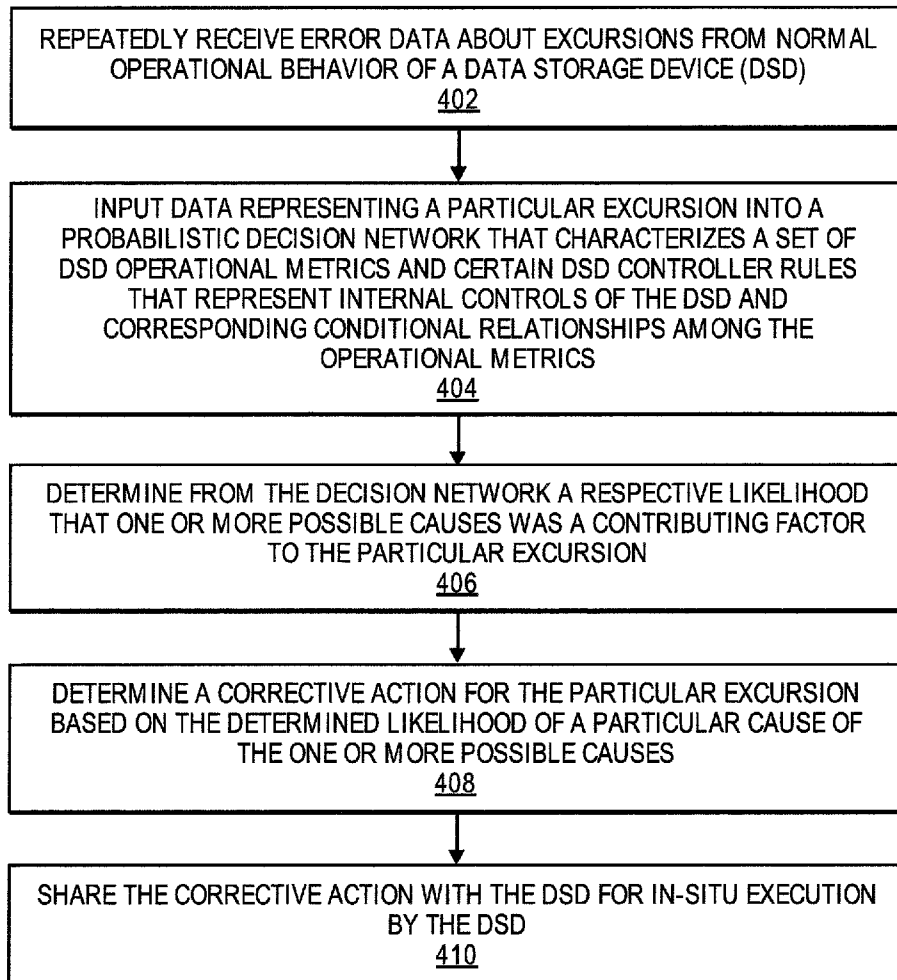 REPEATEDLY RECEIVE ERROR DATA ABOUT EXCURSIONS FROM NORMAL
OPERATIONAL BEHAVIOR OF A DATA STORAGE DEVICE (DSD)
402
INPUT DATA REPRESENTING A PARTICULAR EXCURSION INTO A
PROBABILISTIC DECISION NETWORK THAT CHARACTERIZES A SET OF
DSD OPERATIONAL METRICS AND CERTAIN DSD CONTROLLER RULES
THAT REPRESENT INTERNAL CONTROLS OF THE DSD AND
CORRESPONDING CONDITIONAL RELATIONSHIPS AMONG THE
OPERATIONAL METRICS
404
DETERMINE FROM THE DECISION NETWORK A RESPECTIVE LIKELIHOOD
THAT ONE OR MORE POSSIBLE CAUSES WAS A CONTRIBUTING FACTOR
TO THE PARTICULAR EXCURSION
406
DETERMINE A CORRECTIVE ACTION FOR THE PARTICULAR EXCURSION
BASED ON THE DETERMINED LIKELIHOOD OF A PARTICULAR CAUSE OF
THE ONE OR MORE POSSIBLE CAUSES
408
SHARE THE CORRECTIVE ACTION WITH THE DSD FOR IN-SITU EXECUTION
BY THE DSD
410